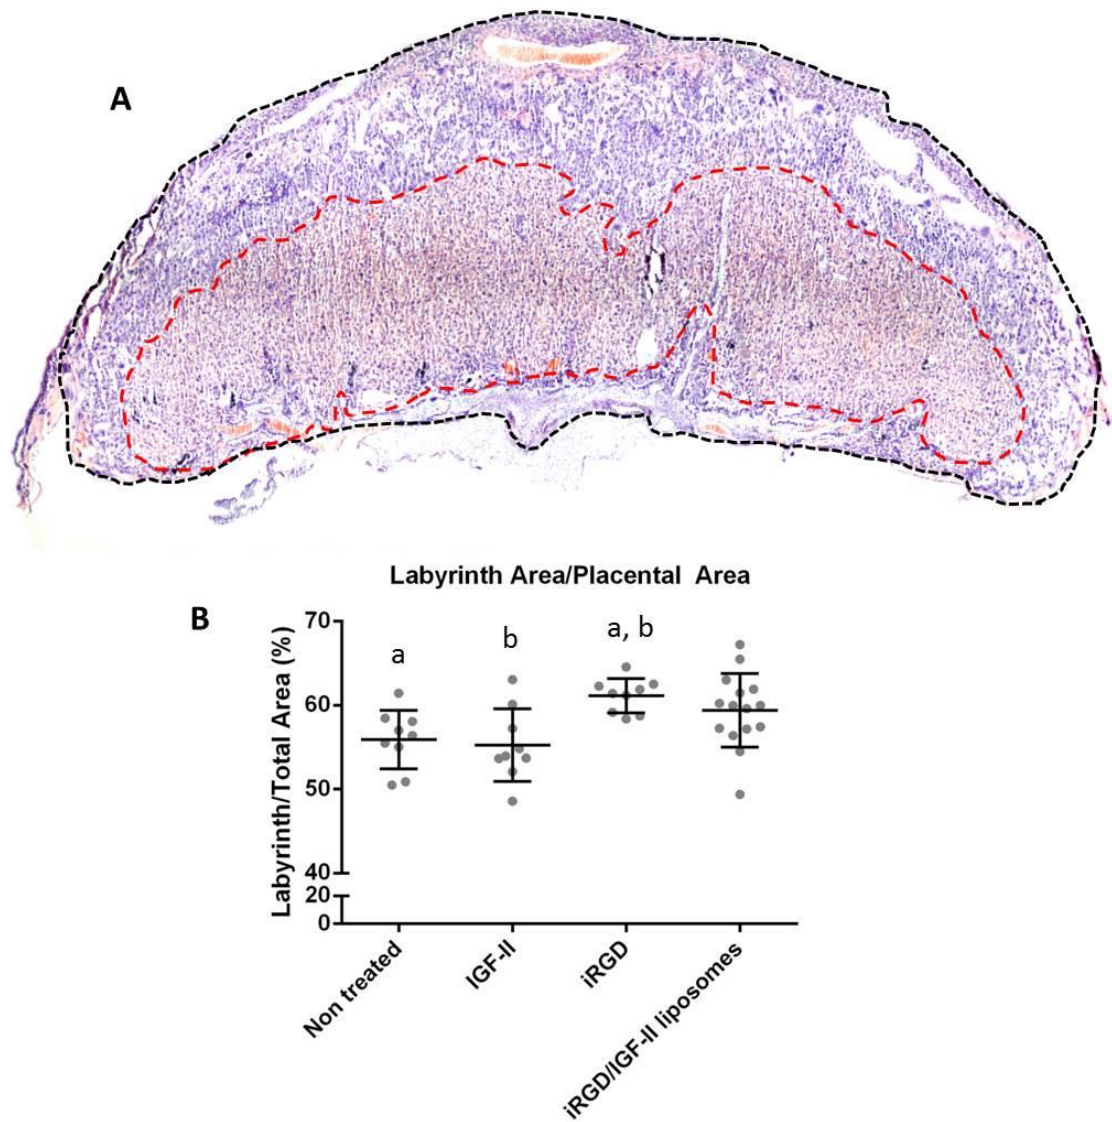 A
Labyrinth Area/Placental Area
B
Labyrinth/Total Area (%)
70
60
50
40
20
0
a
b
a, b
Non treated
IGF-II
iRGD
iRGD/IGF-II liposomes